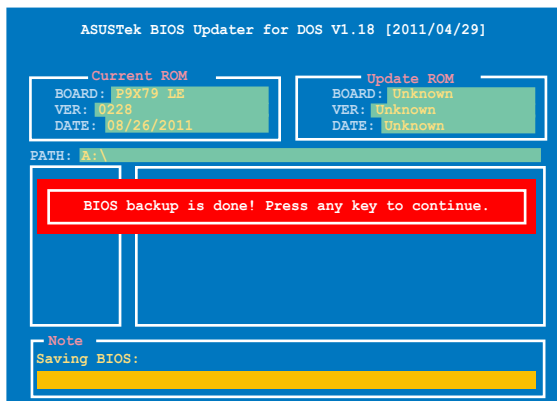 ASUSTek BIOS Updater for DOS V1.18 [2011/04/29]
Current ROM
BOARD: P9X79 LE
VER: 0228
DATE: 08/26/2011
Update ROM
BOARD: Unknown
VER: Unknown
DATE: Unknown
PATH: A:\
BIOS backup is done! Press any key to continue.
Note
Saving BIOS: